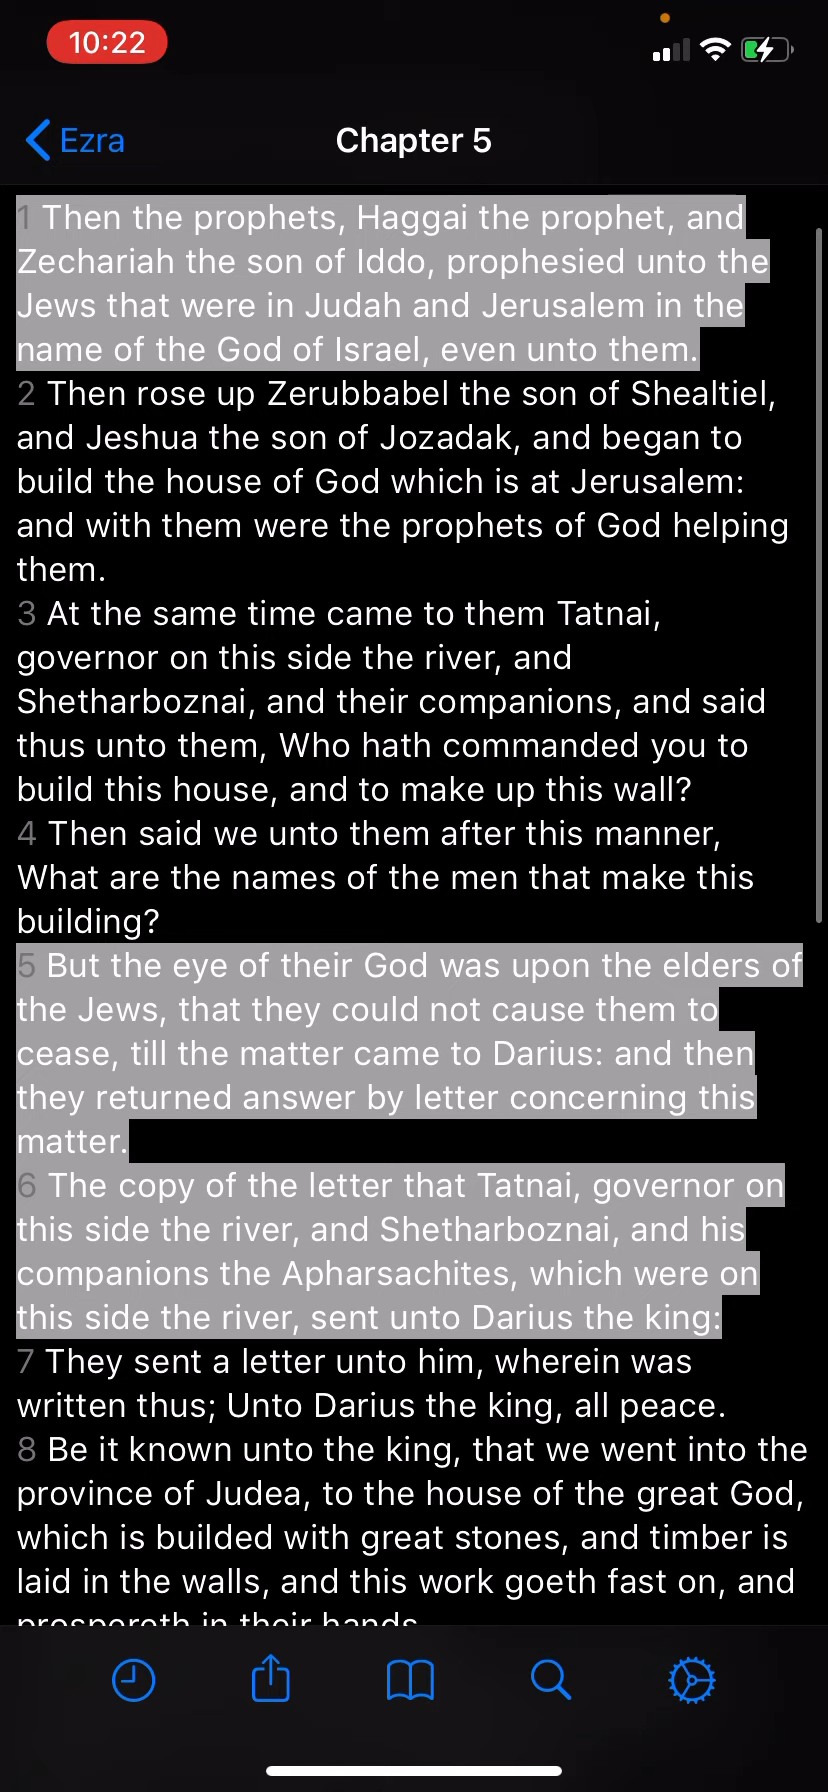 10:22
Ezra
Chapter 5
1 Then the prophets, Haggai the prophet, and
Zechariah the son of Iddo, prophesied unto the
Jews that were in Judah and Jerusalem in the
name of the God of Israel, even unto them.
2 Then rose up Zerubbabel the son of Shealtiel,
and Jeshua the son of Jozadak, and began to
build the house of God which is at Jerusalem:
and with them were the prophets of God helping
them.
3 At the same time came to them Tatnai,
governor on this side the river, and
Shetharboznai, and their companions, and said
thus unto them, Who hath commanded you to
build this house, and to make up this wall?
4 Then said we unto them after this manner,
What are the names of the men that make this
building?
5 But the eye of their God was upon the elders of
the Jews, that they could not cause them to
cease, till the matter came to Darius: and then
they returned answer by letter concerning this
matter.
6 The copy of the letter that Tatnai, governor on
this side the river, and Shetharboznai, and his
companions the Apharsachites, which were on
this side the river, sent unto Darius the king:
7 They sent a letter unto him, wherein was
written thus; Unto Darius the king, all peace.
8 Be it known unto the king, that we went into the
province of Judea, to the house of the great God,
which is builded with great stones, and timber is
laid in the walls, and this work goeth fast on, and
prospereth in their hands.